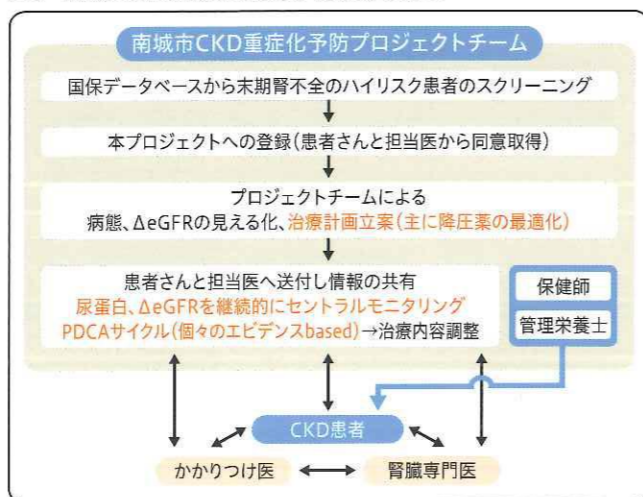 南城市CKD重症化予防プロジェクトチーム
国保データベースから末期腎不全のハイリスク患者のスクリーニング
本プロジェクトへの登録(患者さんと担当医から同意取得)
プロジェクトチームによる
病態、ΔeGFRの見える化、治療計画立案(主に降圧薬の最適化)
患者さんと担当医へ送付し情報の共有
尿蛋白、ΔeGFRを継続的にセントラルモニタリング
PDCAサイクル(個々のエビデンスbased)→治療内容調整
保健師
管理栄養士
CKD患者
かかりつけ医
腎臓専門医